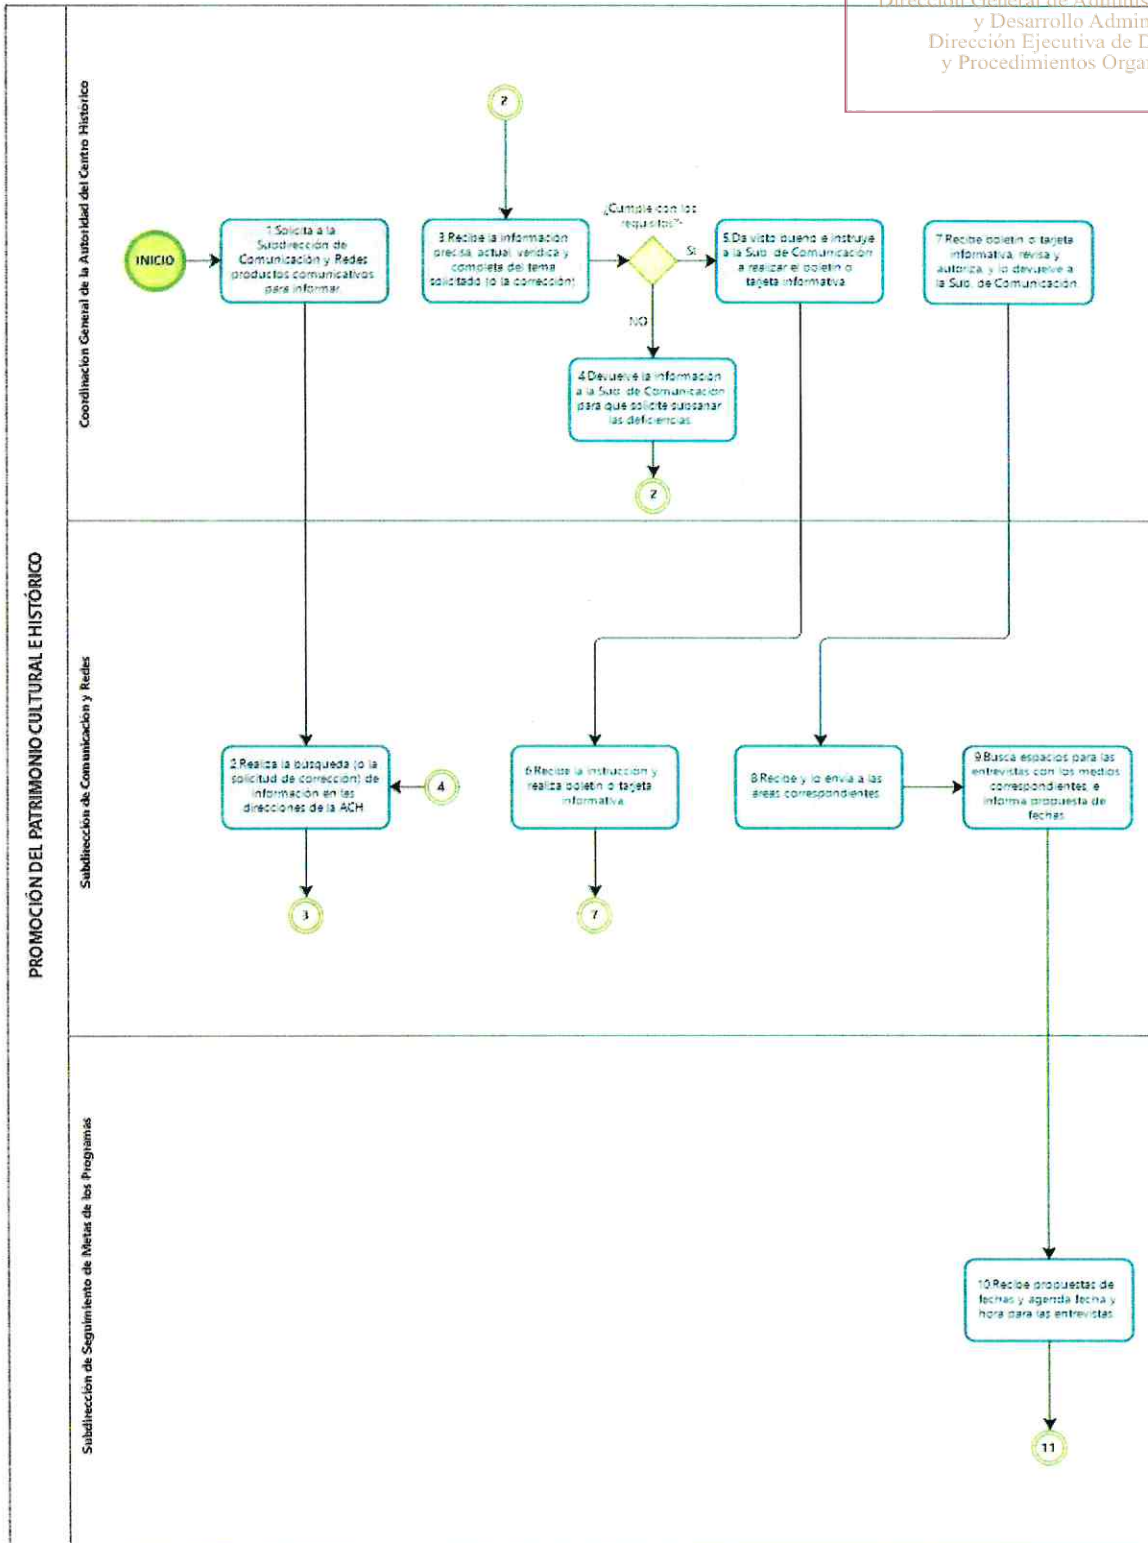 Dirección General de Adminis
y Desarrollo Admin
Dirección Ejecutiva de D
y Procedimientos Orga
PROMOCIÓN DEL PATRIMONIO CULTURAL E HISTÓRICO
Coordinación General de la Autoridad del Centro Histórico
INICIO
1 Solicita a la
Subdirección de
Comunicación y Redes
productos comunicativos
para informar.
2
3 Recibe la información
precisa, actual, verídica y
completa del tema
solicitado (o la corrección)
¿Cumple con los
requisitos?
Si
NO
4 Devuelve la información
a la Sub. de Comunicación
para que solicite subsanar
las deficiencias.
2
5 Da visto bueno e instruye
a la Sub. de Comunicación
a realizar el boletín o
tarjeta informativa.
7 Recibe boletín o tarjeta
informativa, revisa y
autoriza, y lo devuelve a
la Sub. de Comunicación.
Subdirección de Comunicación y Redes
2 Realiza la búsqueda (o la
solicitud de corrección) de
información en las
direcciones de la ACH
4
3
6 Recibe la instrucción y
realiza boletín o tarjeta
informativa.
7
8 Recibe y lo envía a las
áreas correspondientes.
9 Busca espacios para las
entrevistas con los medios
correspondientes, e
informa propuesta de
fechas.
Subdirección de Seguimiento de Metas de los Programas
10 Recibe propuestas de
fechas y agenda fecha y
hora para las entrevistas.
11